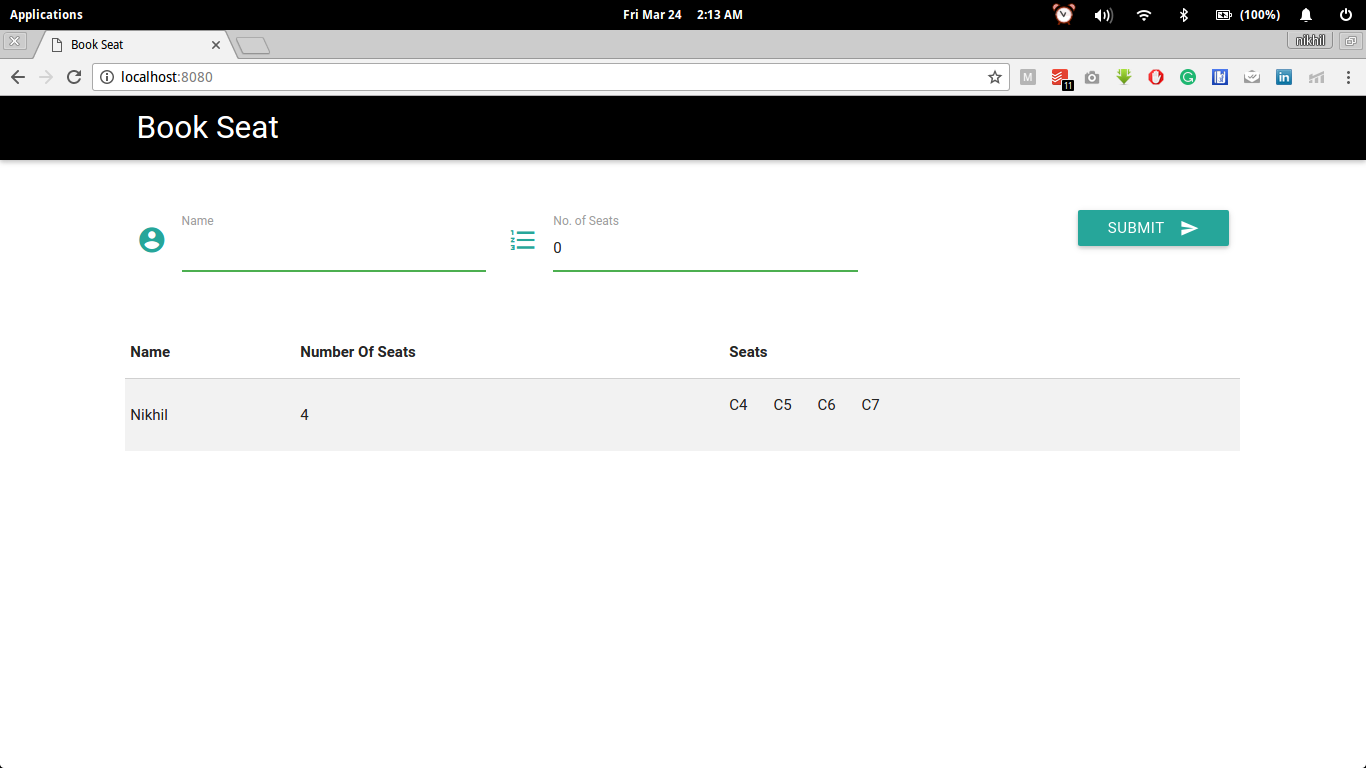 Applications Fri Mar 24 2:13 AM (100%)
Book Seat nikhil
localhost:8080 M 11 in
Book Seat
Name No. of Seats SUBMIT
0
Name Number Of Seats Seats
Nikhil 4 C4 C5 C6 C7